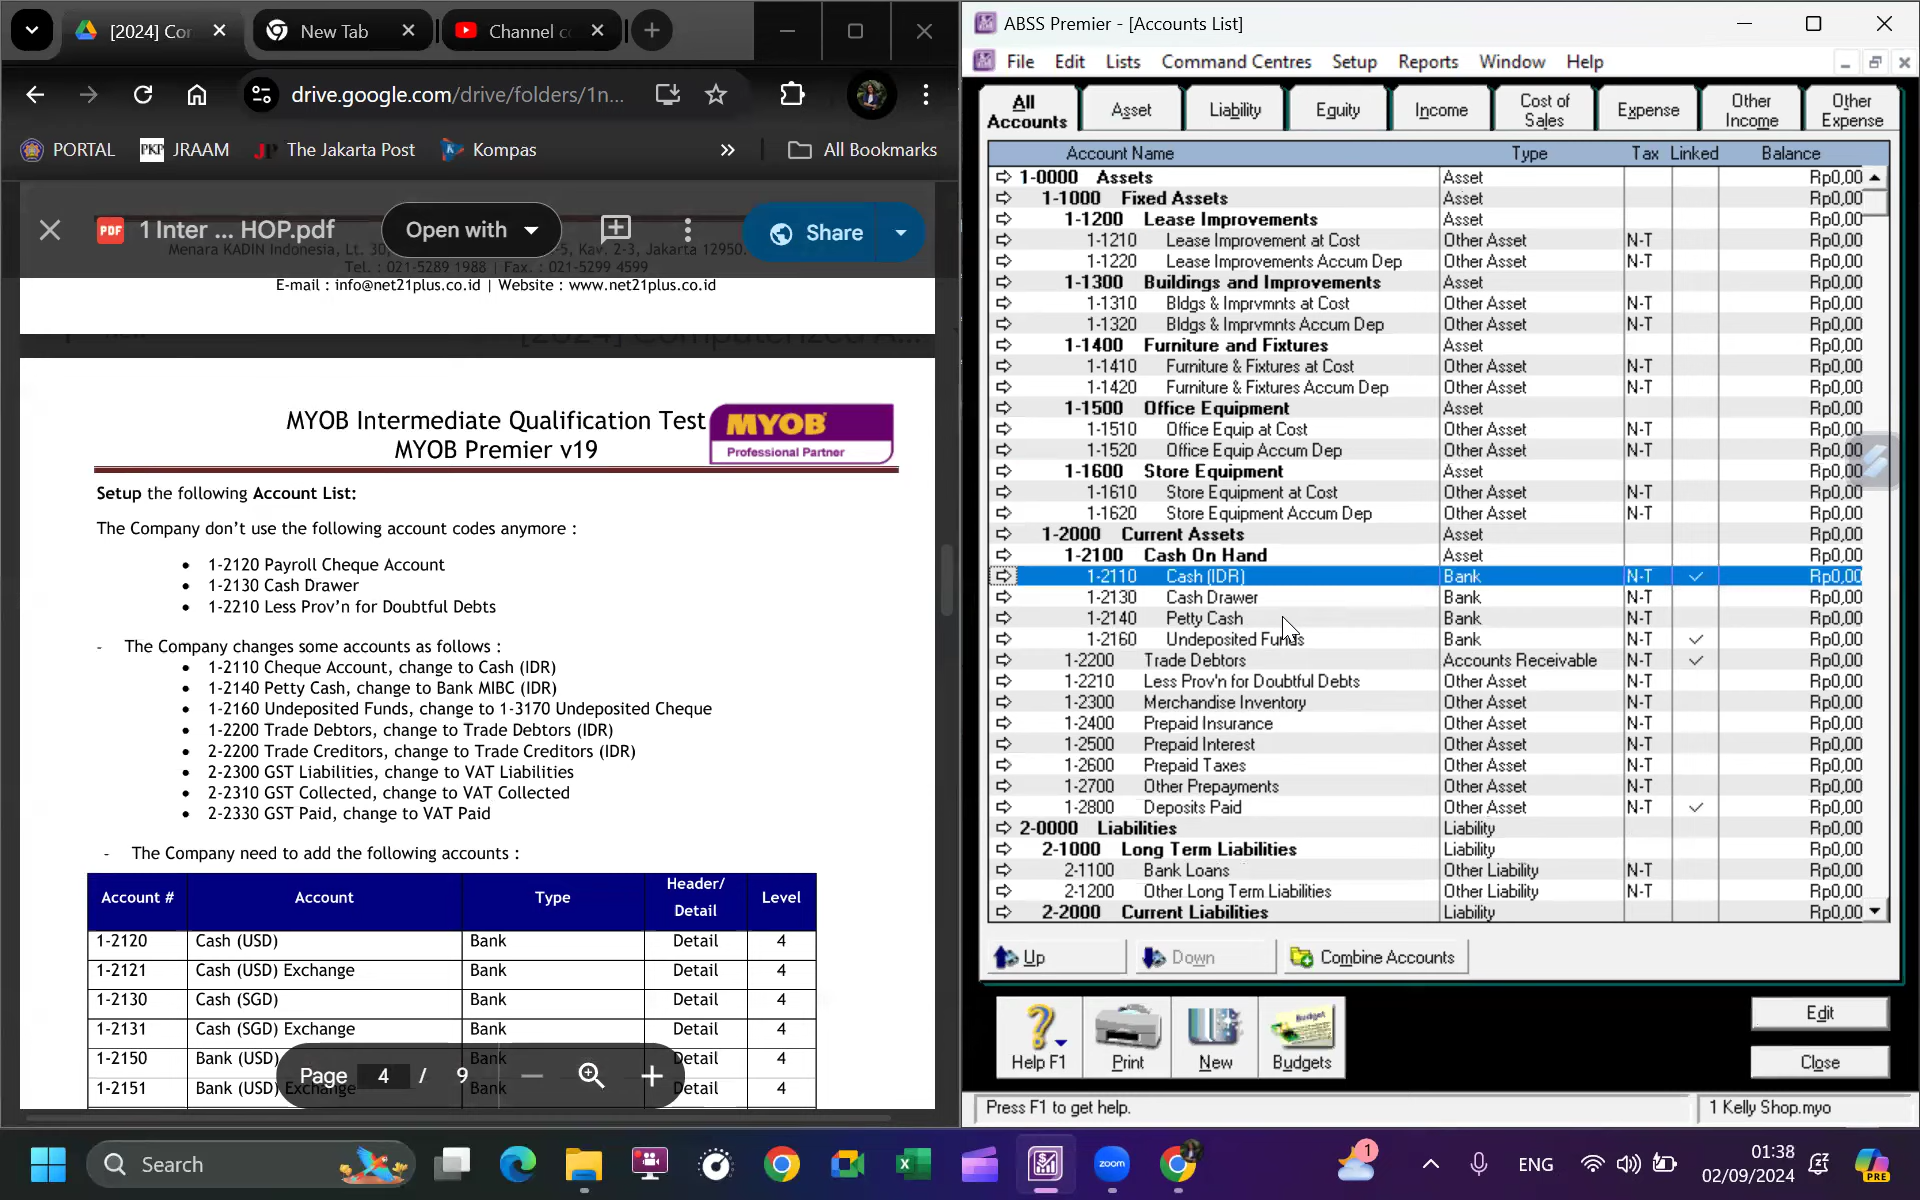 [2024] Cor
New Tab
Channel c
drive.google.com/drive/folders/1n...
PORTAL
PKP JRAAM
JP The Jakarta Post
Kompas
All Bookmarks
PDF 1 Inter ... HOP.pdf
Open with
Share
Menara KADIN Indonesia, Lt. 30, -5, Kav. 2-3, Jakarta 12950.
Tel. : 021-5289 1988 | Fax. : 021-5299 4599
E-mail : info@net21plus.co.id | Website : www.net21plus.co.id
MYOB Intermediate Qualification Test
MYOB Premier v19
MYOB
Professional Partner
Setup the following Account List:
The Company don't use the following account codes anymore :
• 1-2120 Payroll Cheque Account
• 1-2130 Cash Drawer
• 1-2210 Less Prov'n for Doubtful Debts
- The Company changes some accounts as follows :
• 1-2110 Cheque Account, change to Cash (IDR)
• 1-2140 Petty Cash, change to Bank MIBC (IDR)
• 1-2160 Undeposited Funds, change to 1-3170 Undeposited Cheque
• 1-2200 Trade Debtors, change to Trade Debtors (IDR)
• 2-2200 Trade Creditors, change to Trade Creditors (IDR)
• 2-2300 GST Liabilities, change to VAT Liabilities
• 2-2310 GST Collected, change to VAT Collected
• 2-2330 GST Paid, change to VAT Paid
- The Company need to add the following accounts :
Account # Account Type Header/ Detail Level
1-2120 Cash (USD) Bank Detail 4
1-2121 Cash (USD) Exchange Bank Detail 4
1-2130 Cash (SGD) Bank Detail 4
1-2131 Cash (SGD) Exchange Bank Detail 4
1-2150 Bank (USD) Detail 4
1-2151 Bank (USD) Exchange Bank Detail 4
Page 4 / 9
ABSS Premier - [Accounts List]
File Edit Lists Command Centres Setup Reports Window Help
All Accounts
Asset
Liability
Equity
Income
Cost of Sales
Expense
Other Income
Other Expense
Account Name Type Tax Linked Balance
1-0000 Assets Asset Rp0,00
1-1000 Fixed Assets Asset Rp0,00
1-1200 Lease Improvements Asset Rp0,00
1-1210 Lease Improvement at Cost Other Asset N-T Rp0,00
1-1220 Lease Improvements Accum Dep Other Asset N-T Rp0,00
1-1300 Buildings and Improvements Asset Rp0,00
1-1310 Bldgs & Imprvmnts at Cost Other Asset N-T Rp0,00
1-1320 Bldgs & Imprvmnts Accum Dep Other Asset N-T Rp0,00
1-1400 Furniture and Fixtures Asset Rp0,00
1-1410 Furniture & Fixtures at Cost Other Asset N-T Rp0,00
1-1420 Furniture & Fixtures Accum Dep Other Asset N-T Rp0,00
1-1500 Office Equipment Asset Rp0,00
1-1510 Office Equip at Cost Other Asset N-T Rp0,00
1-1520 Office Equip Accum Dep Other Asset N-T Rp0,00
1-1600 Store Equipment Asset Rp0,00
1-1610 Store Equipment at Cost Other Asset N-T Rp0,00
1-1620 Store Equipment Accum Dep Other Asset N-T Rp0,00
1-2000 Current Assets Asset Rp0,00
1-2100 Cash On Hand Asset Rp0,00
1-2110 Cash (IDR) Bank N-T Rp0,00
1-2130 Cash Drawer Bank N-T Rp0,00
1-2140 Petty Cash Bank N-T Rp0,00
1-2160 Undeposited Funds Bank N-T Rp0,00
1-2200 Trade Debtors Accounts Receivable N-T Rp0,00
1-2210 Less Prov'n for Doubtful Debts Other Asset N-T Rp0,00
1-2300 Merchandise Inventory Other Asset N-T Rp0,00
1-2400 Prepaid Insurance Other Asset N-T Rp0,00
1-2500 Prepaid Interest Other Asset N-T Rp0,00
1-2600 Prepaid Taxes Other Asset N-T Rp0,00
1-2700 Other Prepayments Other Asset N-T Rp0,00
1-2800 Deposits Paid Other Asset N-T Rp0,00
2-0000 Liabilities Liability Rp0,00
2-1000 Long Term Liabilities Liability Rp0,00
2-1100 Bank Loans Other Liability N-T Rp0,00
2-1200 Other Long Term Liabilities Other Liability N-T Rp0,00
2-2000 Current Liabilities Liability Rp0,00
Up
Down
Combine Accounts
Help F1
Print
New
Budget
Budgets
Edit
Close
Press F1 to get help.
1 Kelly Shop.myo
Search
zoom
1
ENG
01:38
02/09/2024
PRE